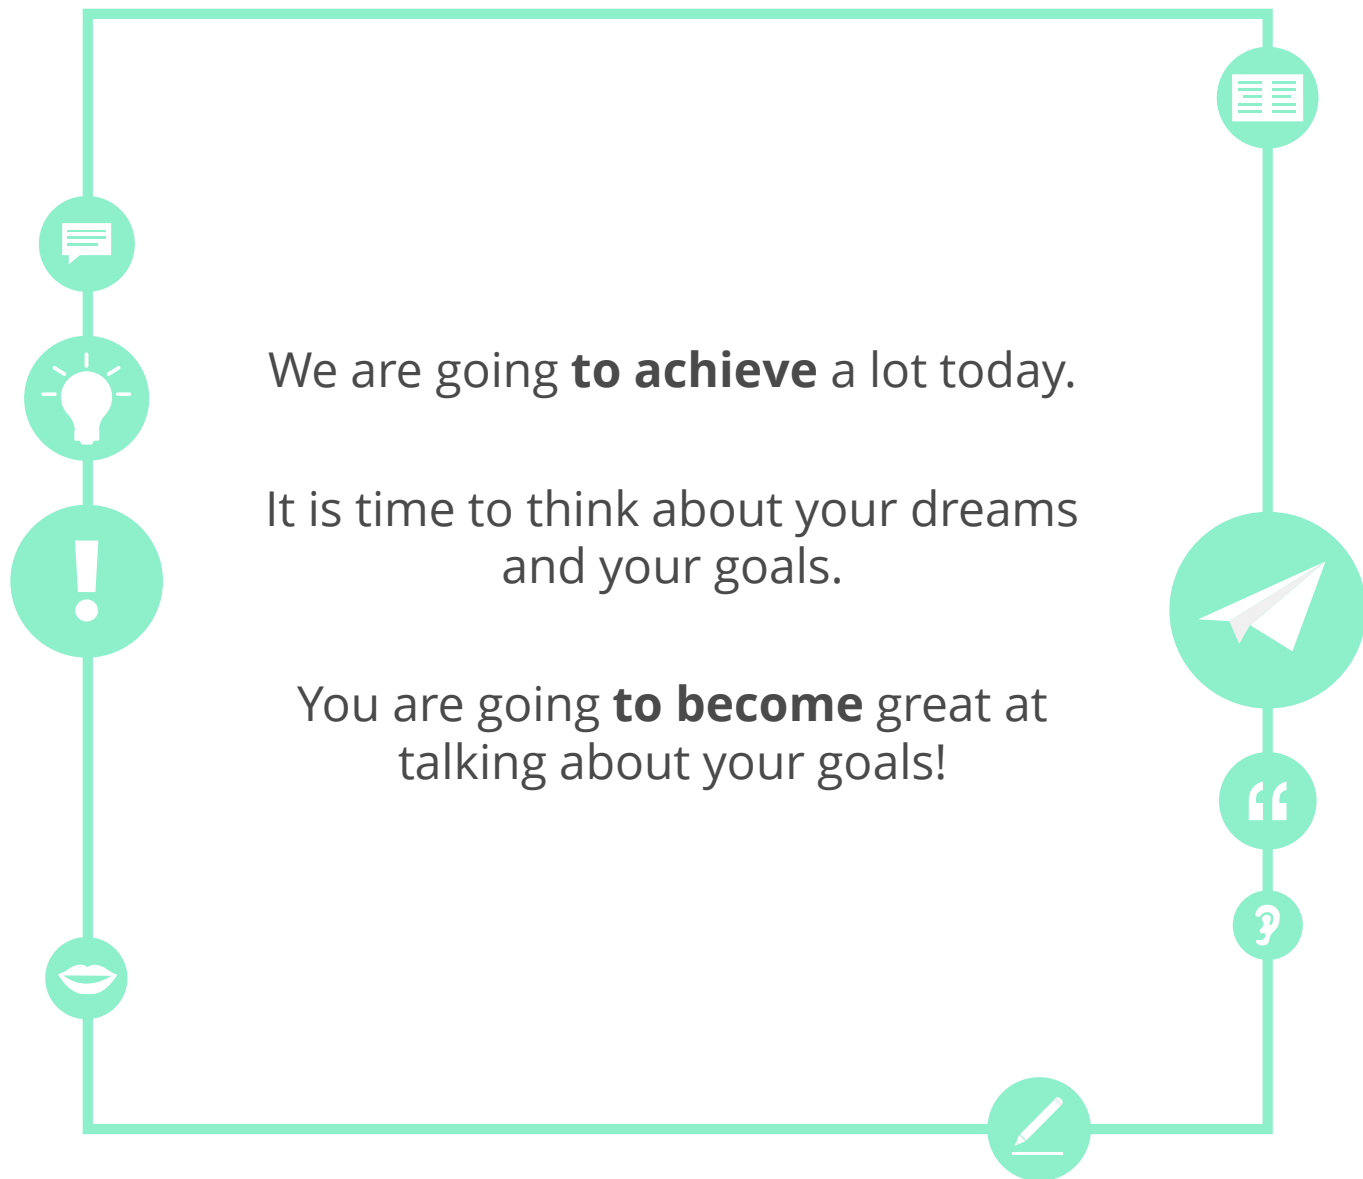 We are going to achieve a lot today.
It is time to think about your dreams
and your goals.
You are going to become great at
talking about your goals!